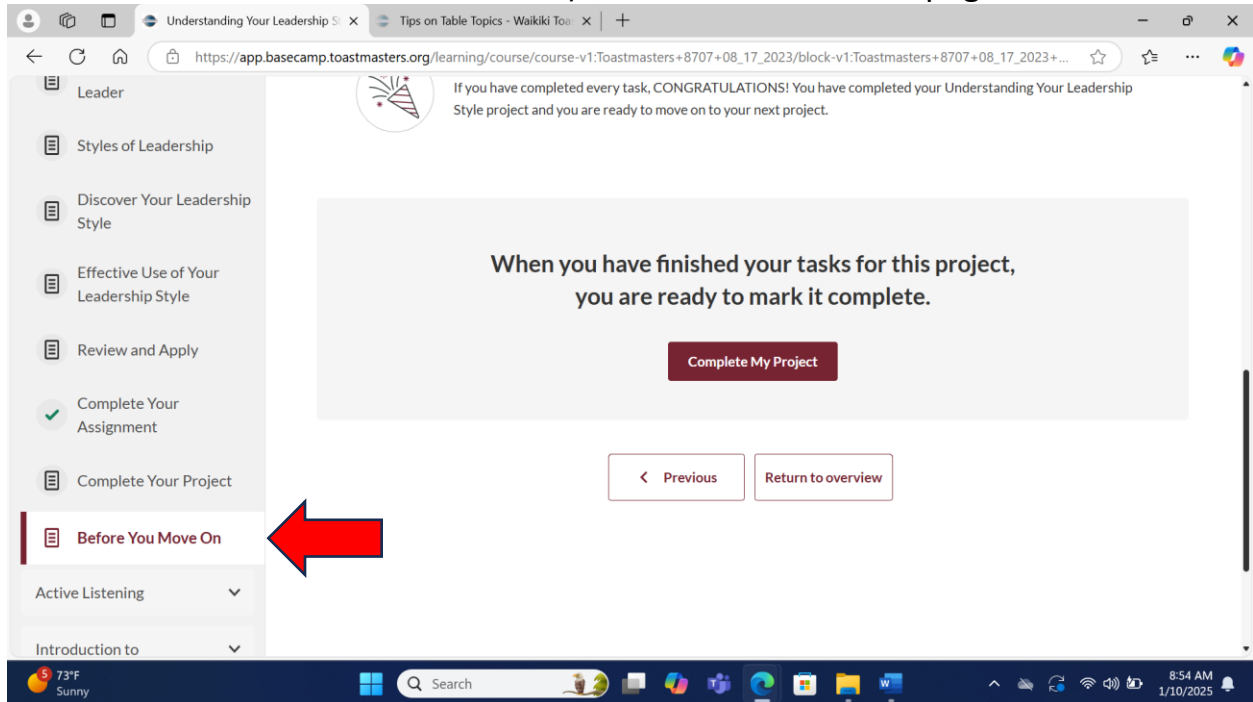 Understanding Your Leadership S
Tips on Table Topics - Waikiki Toa
https://app.basecamp.toastmasters.org/learning/course/course-v1:Toastmasters+8707+08_17_2023/block-v1:Toastmasters+8707+08_17_2023+...
Leader
Styles of Leadership
Discover Your Leadership
Style
Effective Use of Your
Leadership Style
Review and Apply
Complete Your
Assignment
Complete Your Project
Before You Move On
Active Listening
Introduction to
If you have completed every task, CONGRATULATIONS! You have completed your Understanding Your Leadership
Style project and you are ready to move on to your next project.
When you have finished your tasks for this project,
you are ready to mark it complete.
Complete My Project
Previous
Return to overview
5
73°F
Sunny
Search
8:54 AM
1/10/2025